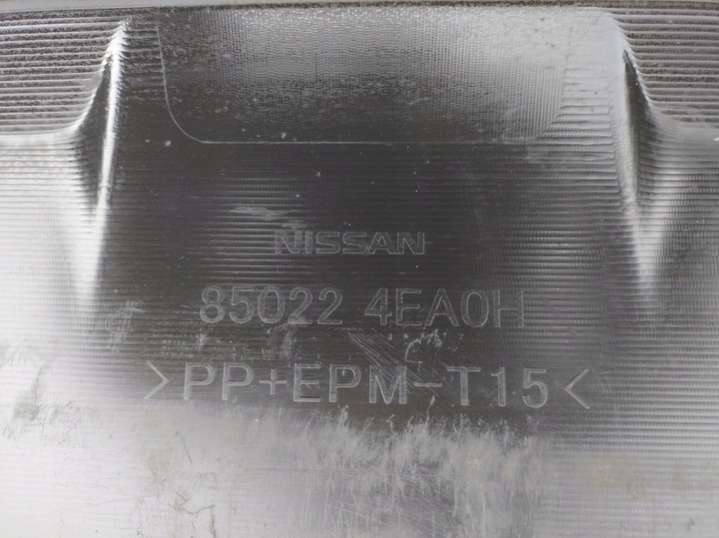 NISSAN
85022 4EA0H
>PP+EPM-T15<